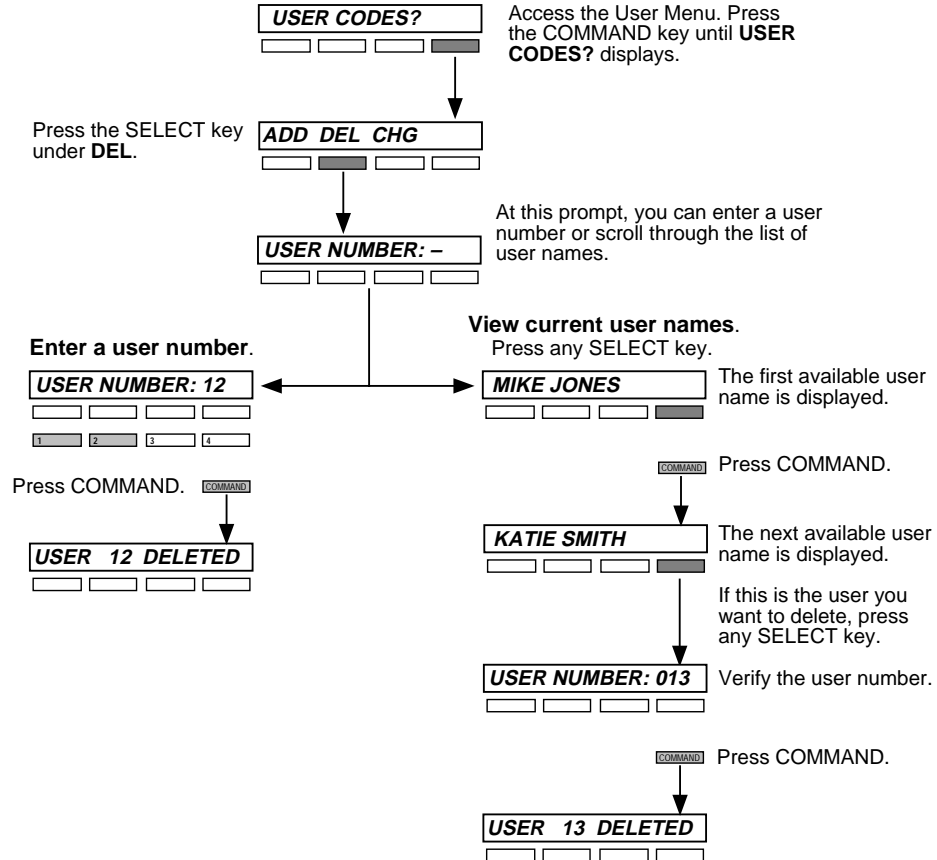 USER CODES?
Access the User Menu. Press
the COMMAND key until USER
CODES? displays.
Press the SELECT key
under DEL.
ADD DEL CHG
At this prompt, you can enter a user
number or scroll through the list of
user names.
USER NUMBER: –
View current user names.
Press any SELECT key.
Enter a user number.
USER NUMBER: 12
1 2 3 4
Press COMMAND. COMMAND
USER 12 DELETED
MIKE JONES
The first available user
name is displayed.
COMMAND Press COMMAND.
KATIE SMITH
The next available user
name is displayed.
If this is the user you
want to delete, press
any SELECT key.
USER NUMBER: 013
Verify the user number.
COMMAND Press COMMAND.
USER 13 DELETED